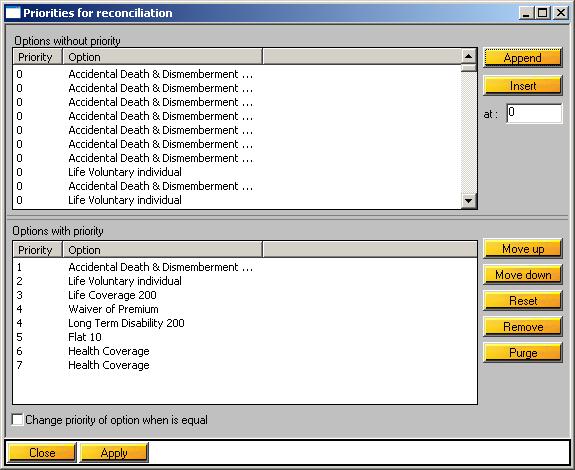 Priorities for reconciliation
Options without priority
Priority Option
0 Accidental Death & Dismemberment ...
0 Accidental Death & Dismemberment ...
0 Accidental Death & Dismemberment ...
0 Accidental Death & Dismemberment ...
0 Accidental Death & Dismemberment ...
0 Accidental Death & Dismemberment ...
0 Accidental Death & Dismemberment ...
0 Life Voluntary individual
0 Accidental Death & Dismemberment ...
0 Life Voluntary individual
Append
Insert
at : 0
Options with priority
Priority Option
1 Accidental Death & Dismemberment ...
2 Life Voluntary individual
3 Life Coverage 200
4 Waiver of Premium
4 Long Term Disability 200
5 Flat 10
6 Health Coverage
7 Health Coverage
Move up
Move down
Reset
Remove
Purge
Change priority of option when is equal
Close Apply